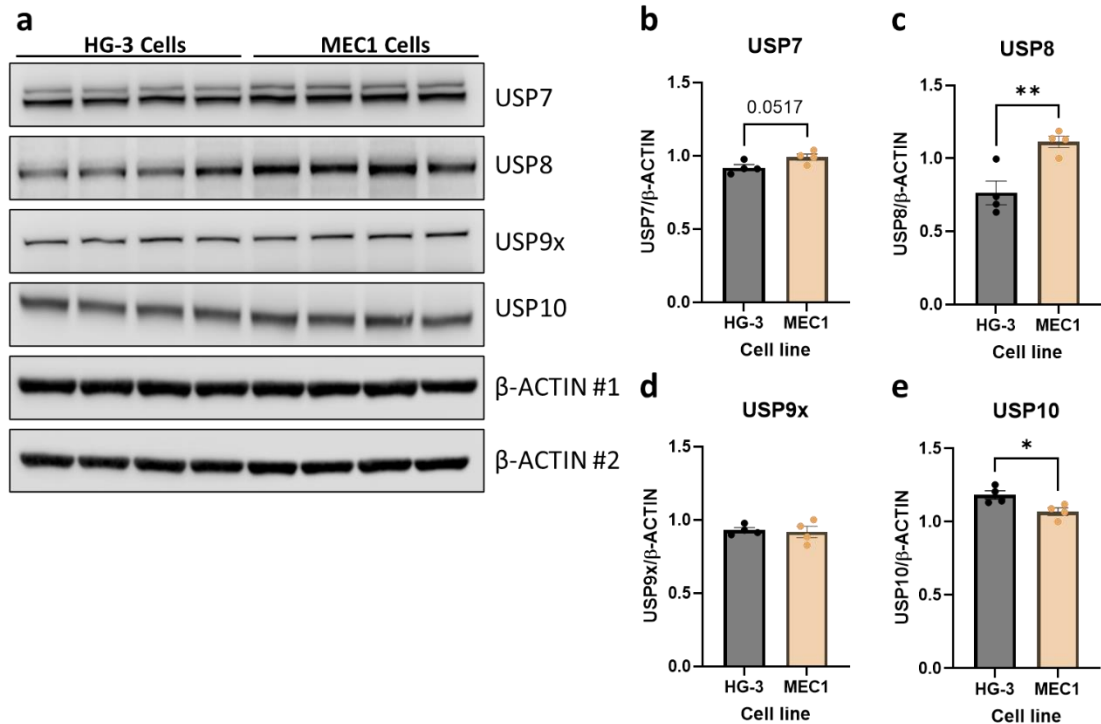 a
HG-3 Cells MEC1 Cells
USP7
USP8
USP9x
USP10
β-ACTIN #1
β-ACTIN #2
b
USP7
1.5
1.0
0.5
0.0
USP7/β-ACTIN
0.0517
HG-3 MEC1
Cell line
c
USP8
1.5
1.0
0.5
0.0
USP8/β-ACTIN
**
HG-3 MEC1
Cell line
d
USP9x
1.5
1.0
0.5
0.0
USP9x/β-ACTIN
HG-3 MEC1
Cell line
e
USP10
1.5
1.0
0.5
0.0
USP10/β-ACTIN
*
HG-3 MEC1
Cell line